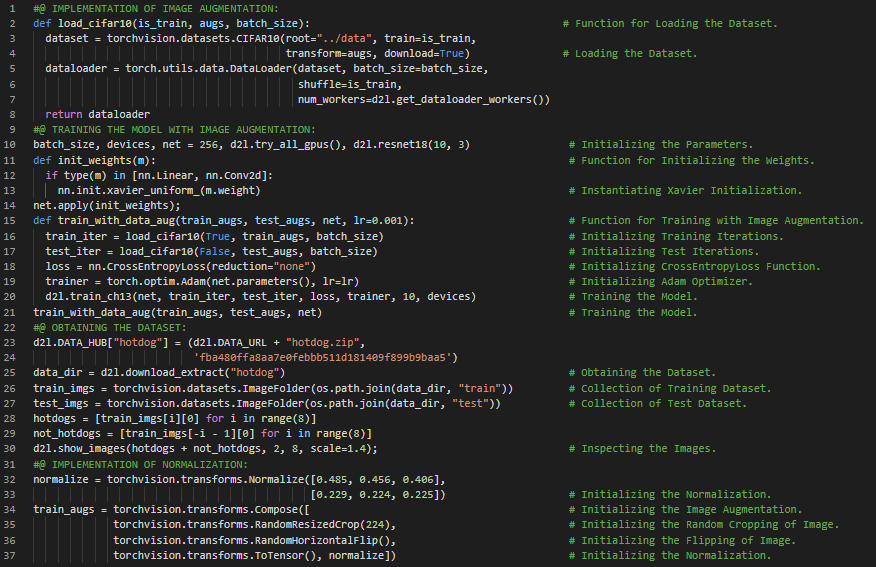 1 #@ IMPLEMENTATION OF IMAGE AUGMENTATION:
2 def load_cifar10(is_train, augs, batch_size): # Function for Loading the Dataset.
3 dataset = torchvision.datasets.CIFAR10(root="../data", train=is_train,
4 transform=augs, download=True) # Loading the Dataset.
5 dataloader = torch.utils.data.DataLoader(dataset, batch_size=batch_size,
6 shuffle=is_train,
7 num_workers=d2l.get_dataloader_workers())
8 return dataloader
9 #@ TRAINING THE MODEL WITH IMAGE AUGMENTATION:
10 batch_size, devices, net = 256, d2l.try_all_gpus(), d2l.resnet18(10, 3) # Initializing the Parameters.
11 def init_weights(m): # Function for Initializing the Weights.
12 if type(m) in [nn.Linear, nn.Conv2d]:
13 nn.init.xavier_uniform_(m.weight) # Instantiating Xavier Initialization.
14 net.apply(init_weights);
15 def train_with_data_aug(train_augs, test_augs, net, lr=0.001): # Function for Training with Image Augmentation.
16 train_iter = load_cifar10(True, train_augs, batch_size) # Initializing Training Iterations.
17 test_iter = load_cifar10(False, test_augs, batch_size) # Initializing Test Iterations.
18 loss = nn.CrossEntropyLoss(reduction="none") # Initializing CrossEntropyLoss Function.
19 trainer = torch.optim.Adam(net.parameters(), lr=lr) # Initializing Adam Optimizer.
20 d2l.train_ch13(net, train_iter, test_iter, loss, trainer, 10, devices) # Training the Model.
21 train_with_data_aug(train_augs, test_augs, net) # Training the Model.
22 #@ OBTAINING THE DATASET:
23 d2l.DATA_HUB["hotdog"] = (d2l.DATA_URL + "hotdog.zip",
24 'fba480ffa8aa7e0febbb511d181409f899b9baa5')
25 data_dir = d2l.download_extract("hotdog") # Obtaining the Dataset.
26 train_imgs = torchvision.datasets.ImageFolder(os.path.join(data_dir, "train")) # Collection of Training Dataset.
27 test_imgs = torchvision.datasets.ImageFolder(os.path.join(data_dir, "test")) # Collection of Test Dataset.
28 hotdogs = [train_imgs[i][0] for i in range(8)]
29 not_hotdogs = [train_imgs[-i - 1][0] for i in range(8)]
30 d2l.show_images(hotdogs + not_hotdogs, 2, 8, scale=1.4); # Inspecting the Images.
31 #@ IMPLEMENTATION OF NORMALIZATION:
32 normalize = torchvision.transforms.Normalize([0.485, 0.456, 0.406],
33 [0.229, 0.224, 0.225]) # Initializing the Normalization.
34 train_augs = torchvision.transforms.Compose([ # Initializing the Image Augmentation.
35 torchvision.transforms.RandomResizedCrop(224), # Initializing the Random Cropping of Image.
36 torchvision.transforms.RandomHorizontalFlip(), # Initializing the Flipping of Image.
37 torchvision.transforms.ToTensor(), normalize]) # Initializing the Normalization.